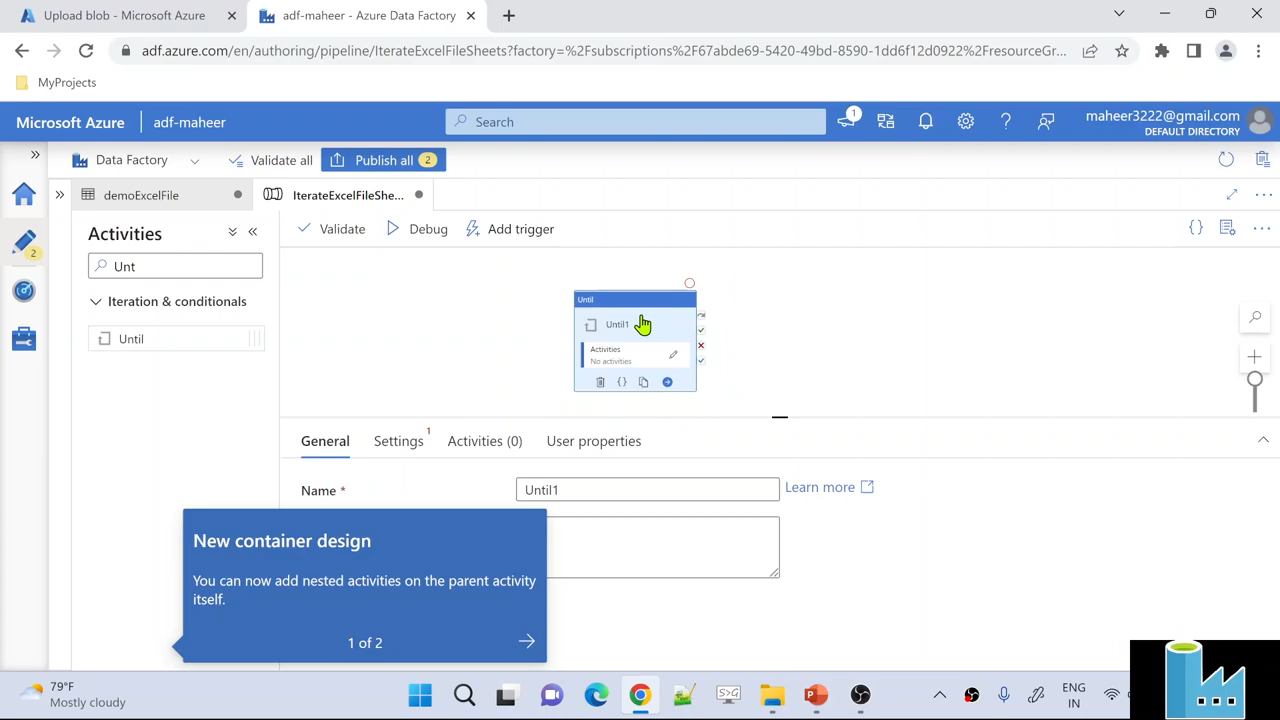 Upload blob - Microsoft Azure
adf-maheer - Azure Data Factory
adf.azure.com/en/authoring/pipeline/IterateExcelFileSheets?factory=%2Fsubscriptions%2F67abde69-5420-49bd-8590-1dd6f12d0922%2FresourceGr...
MyProjects
Microsoft Azure
adf-maheer
Search
1
maheer3222@gmail.com
DEFAULT DIRECTORY
Data Factory
Validate all
Publish all 2
demoExcelFile
IterateExcelFileShe...
2
Activities
Validate
Debug
Add trigger
Unt
Iteration & conditionals
Until
Until
Until1
Activities
No activities
General
Settings 1
Activities (0)
User properties
Name *
Until1
Learn more
New container design
You can now add nested activities on the parent activity
itself.
1 of 2
79°F
Mostly cloudy
ENG
IN